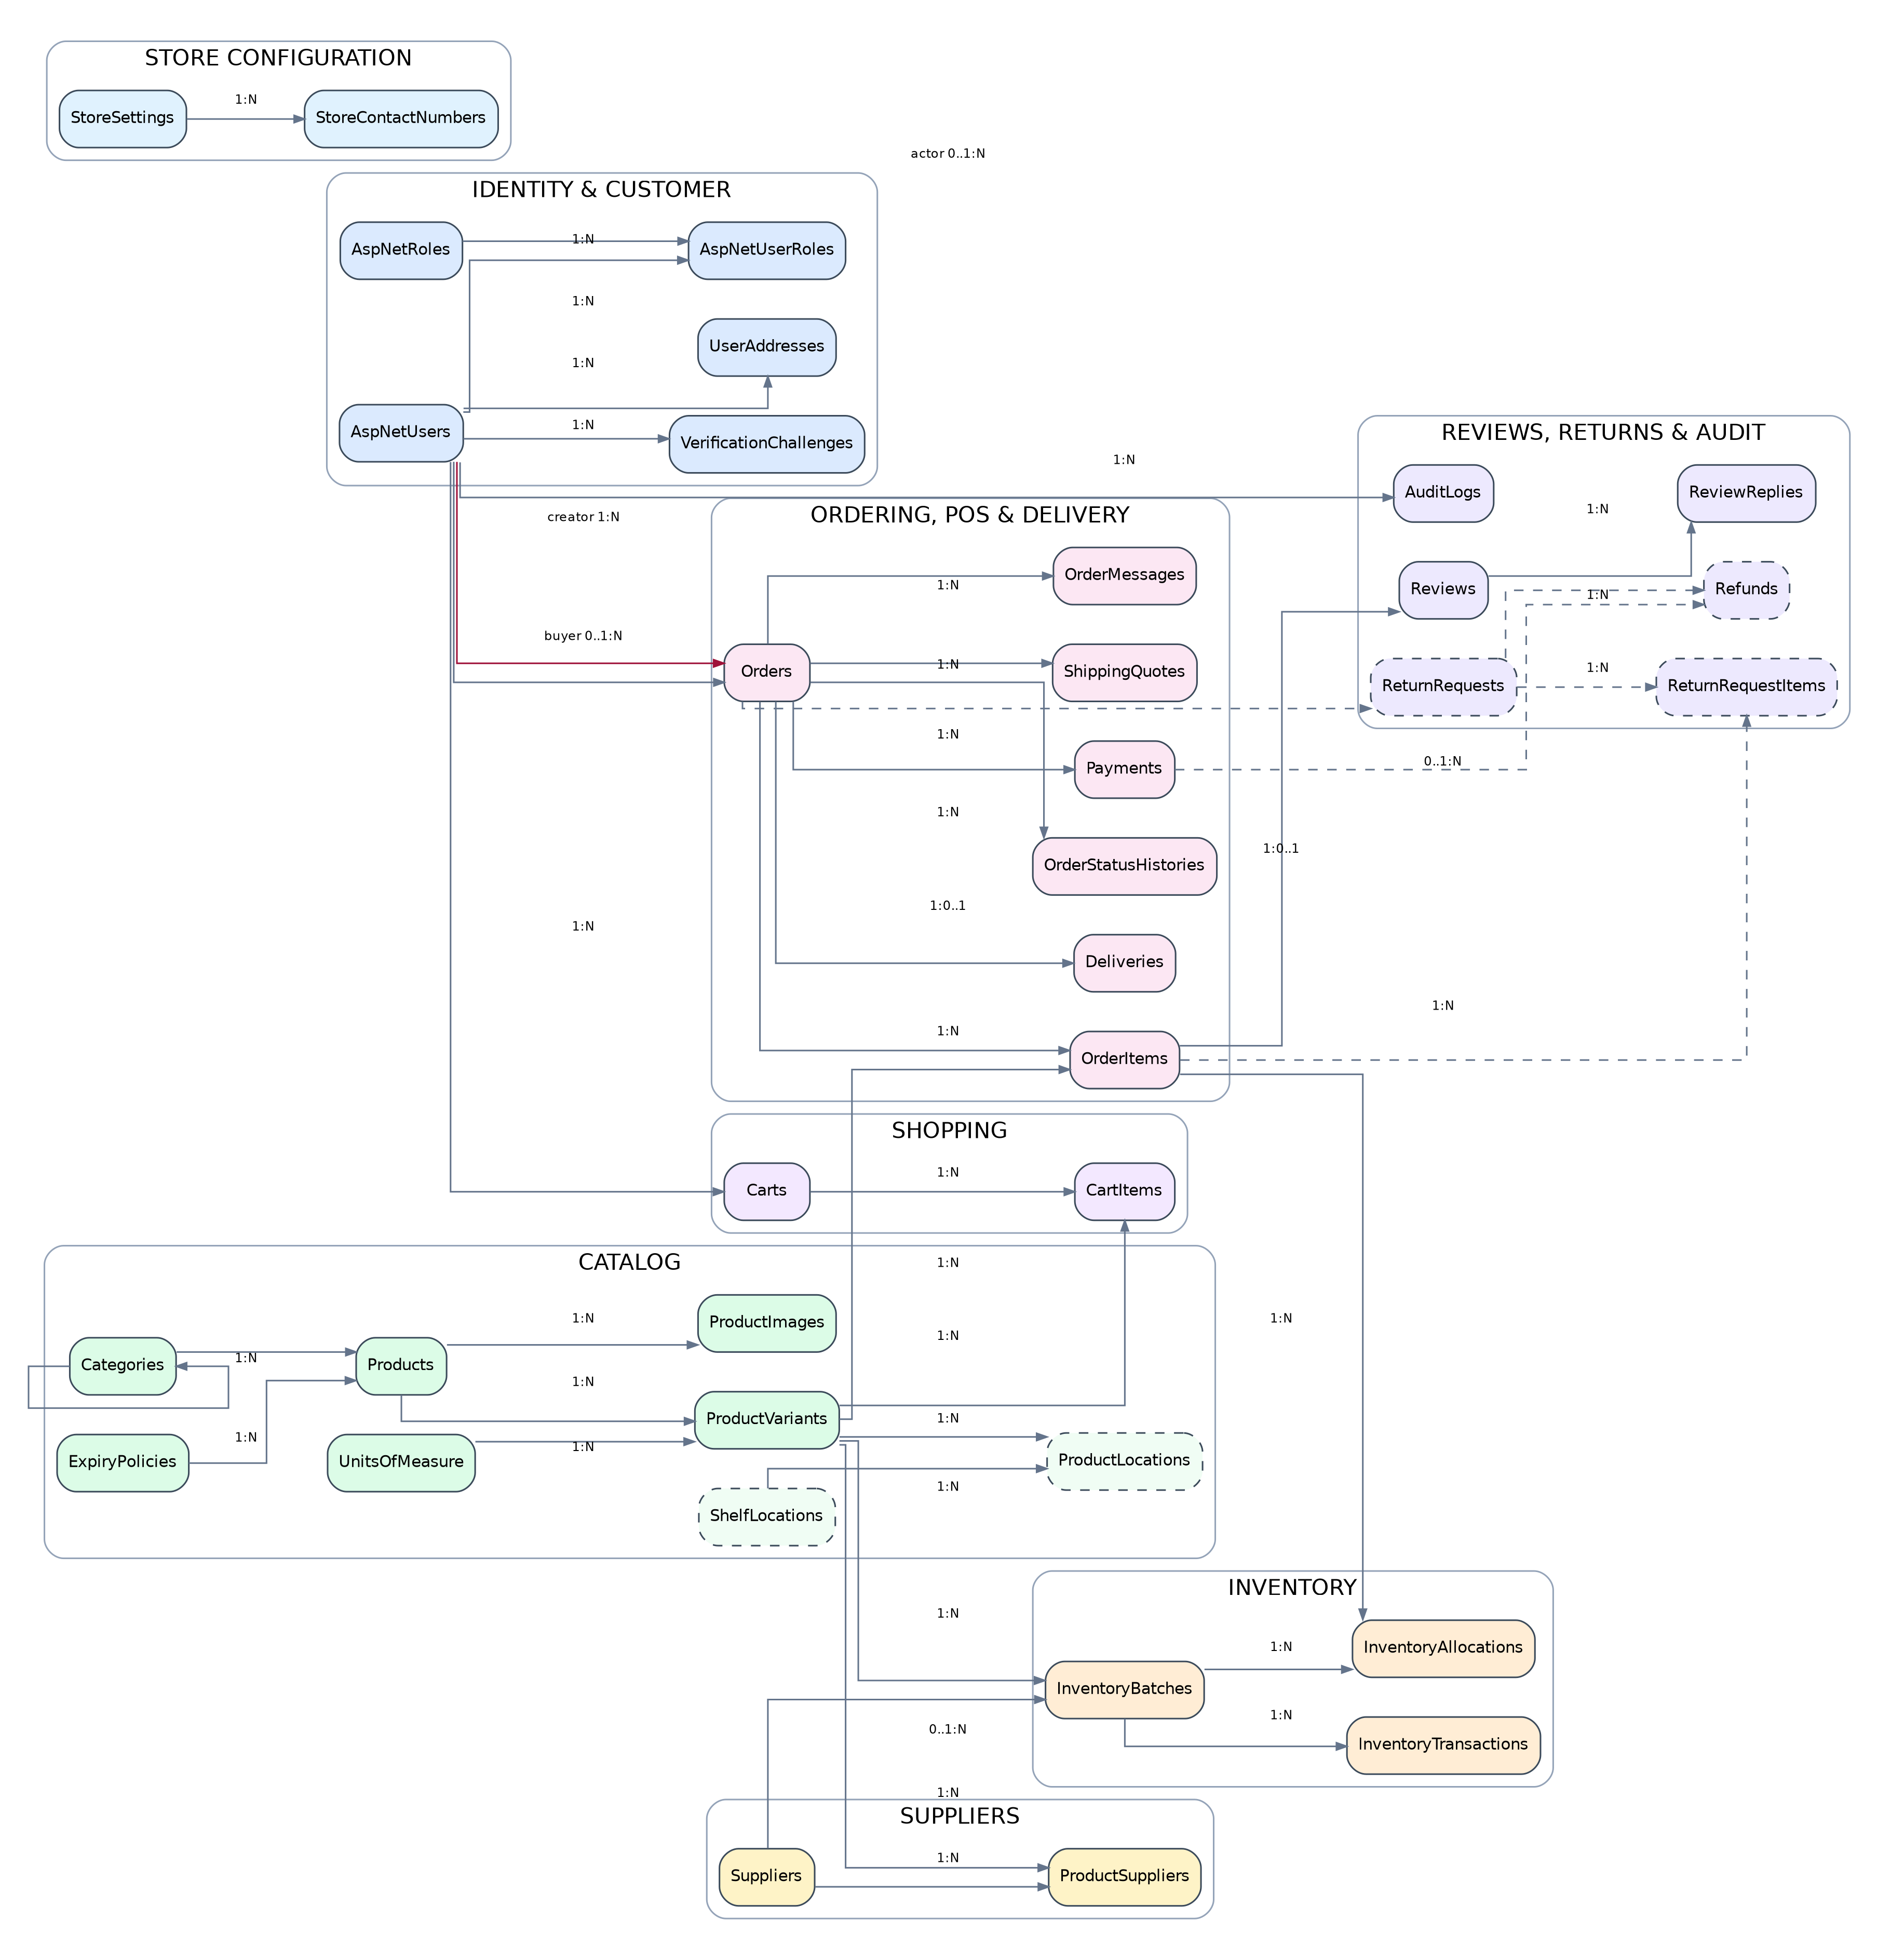 STORE CONFIGURATION
StoreSettings
1:N
StoreContactNumbers
actor 0..1:N
IDENTITY & CUSTOMER
AspNetRoles
1:N
AspNetUserRoles
1:N
UserAddresses
1:N
AspNetUsers
1:N
VerificationChallenges
REVIEWS, RETURNS & AUDIT
1:N
AuditLogs
1:N
ReviewReplies
Reviews
1:N
Refunds
ReturnRequests
1:N
ReturnRequestItems
creator 1:N
buyer 0..1:N
ORDERING, POS & DELIVERY
OrderMessages
1:N
Orders
1:N
ShippingQuotes
1:N
Payments
0..1:N
1:N
OrderStatusHistories
1:0..1
1:0..1
1:N
Deliveries
1:N
1:N
OrderItems
SHOPPING
Carts
1:N
CartItems
CATALOG
1:N
1:N
ProductImages
1:N
1:N
Categories
1:N
Products
1:N
ProductVariants
1:N
ExpiryPolicies
1:N
UnitsOfMeasure
1:N
ProductLocations
1:N
ShelfLocations
INVENTORY
1:N
1:N
InventoryAllocations
InventoryBatches
1:N
InventoryTransactions
0..1:N
1:N
SUPPLIERS
Suppliers
1:N
ProductSuppliers